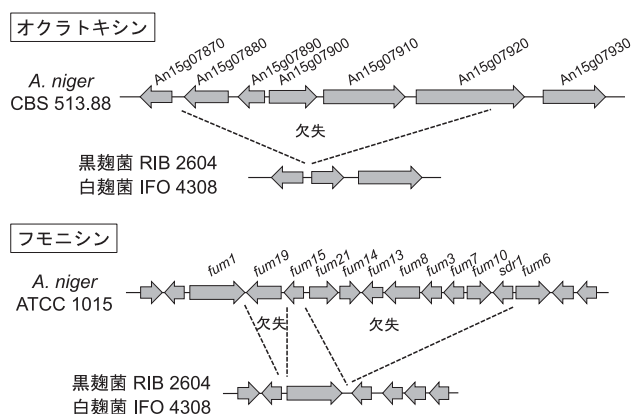 オクラトキシン
An15g07870
An15g07880
An15g07890
An15g07900
An15g07910
An15g07920
An15g07930
A. niger
CBS 513.88
欠失
黒麹菌 RIB 2604
白麹菌 IFO 4308
フモニシン
fum1
fum19
fum15
fum21
fum14
fum13
fum8
fum3
fum7
fum10
sdr1
fum6
A. niger
ATCC 1015
欠失
欠失
黒麹菌 RIB 2604
白麹菌 IFO 4308